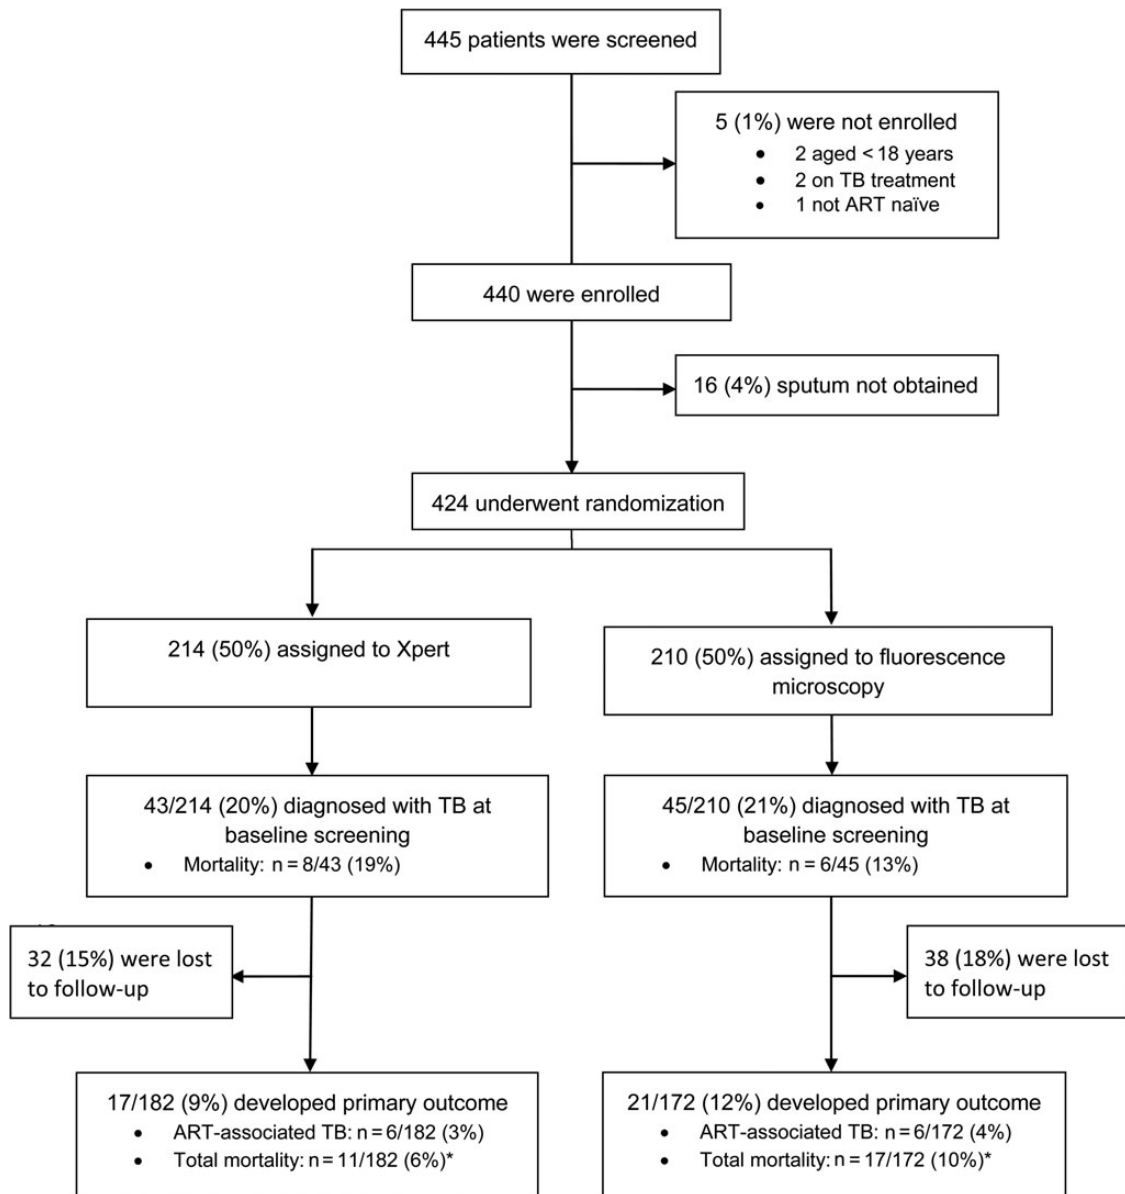 445 patients were screened
5 (1%) were not enrolled
• 2 aged < 18 years
• 2 on TB treatment
• 1 not ART naïve
440 were enrolled
16 (4%) sputum not obtained
424 underwent randomization
214 (50%) assigned to Xpert
210 (50%) assigned to fluorescence
microscopy
43/214 (20%) diagnosed with TB at
baseline screening
• Mortality: n = 8/43 (19%)
45/210 (21%) diagnosed with TB at
baseline screening
• Mortality: n = 6/45 (13%)
32 (15%) were lost
to follow-up
38 (18%) were lost
to follow-up
17/182 (9%) developed primary outcome
• ART-associated TB: n = 6/182 (3%)
• Total mortality: n = 11/182 (6%)*
21/172 (12%) developed primary outcome
• ART-associated TB: n = 6/172 (4%)
• Total mortality: n = 17/172 (10%)*